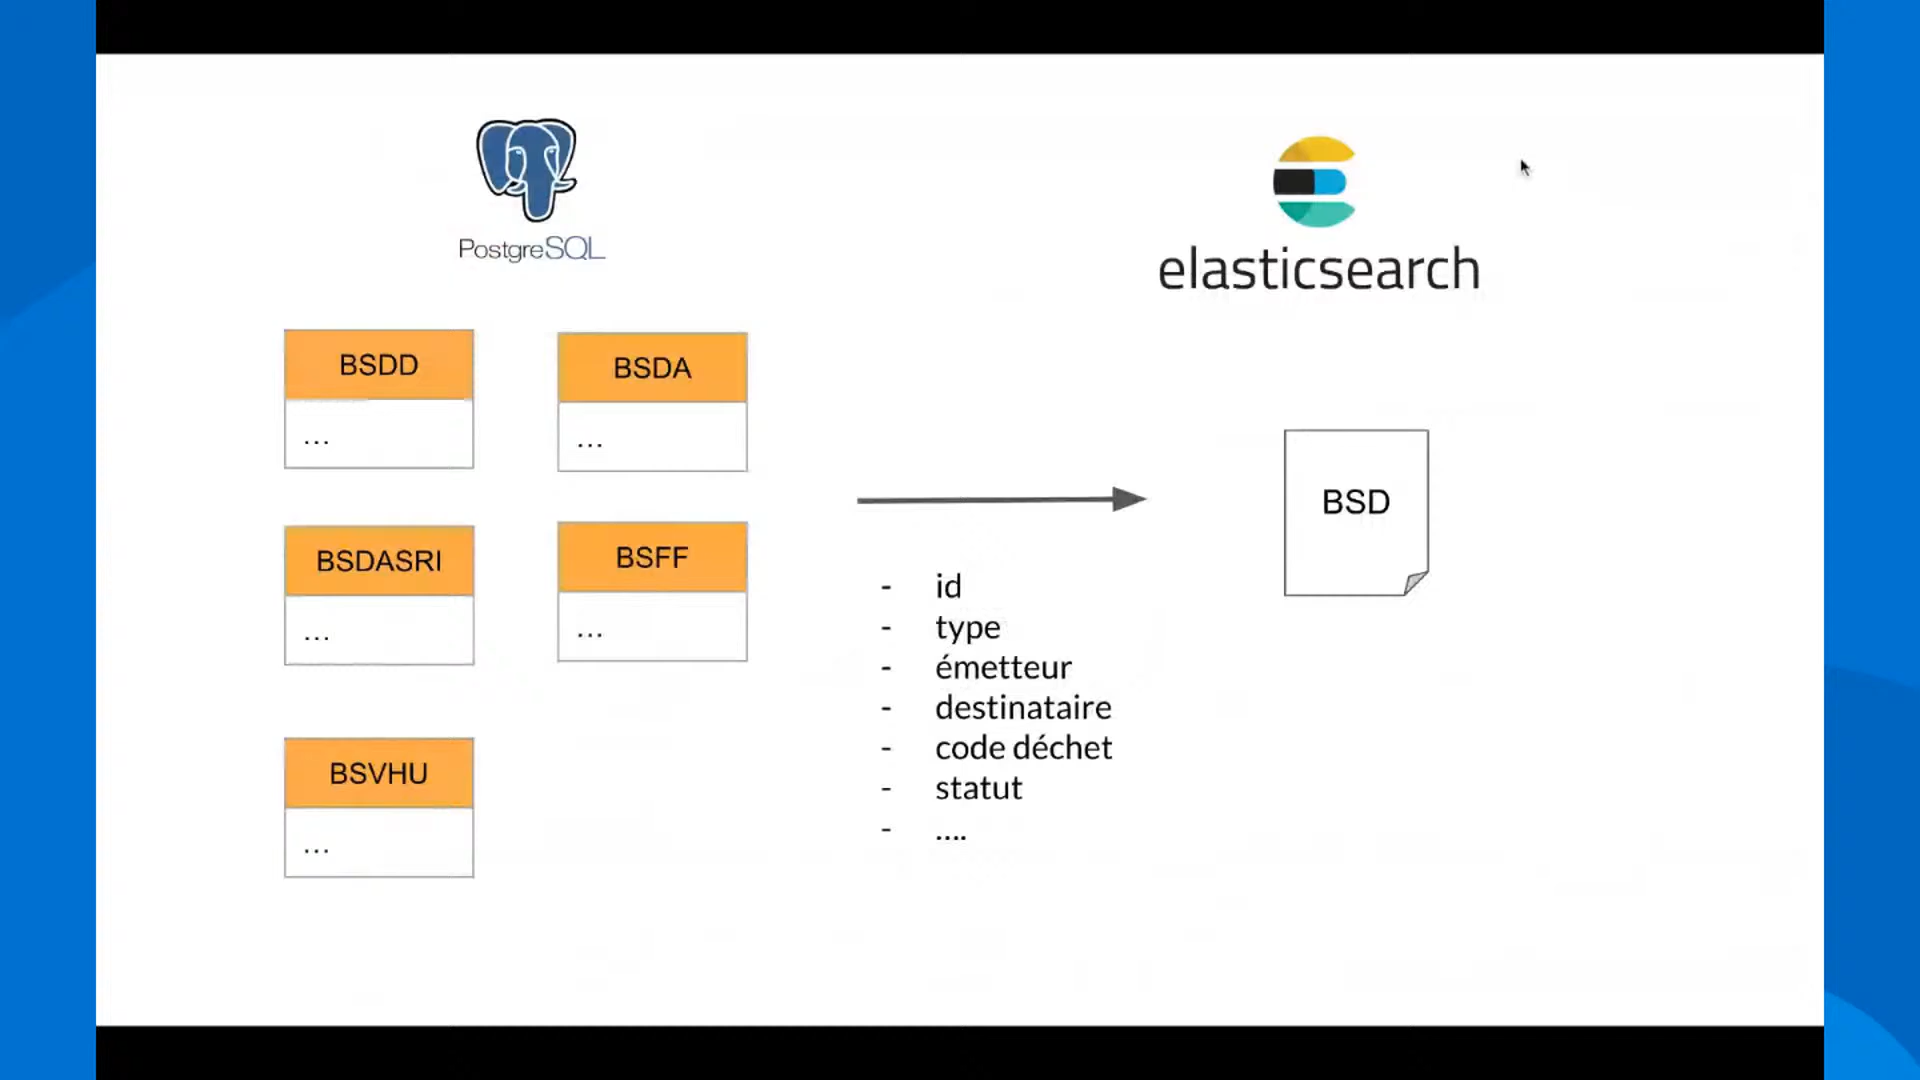 PostgreSQL
elasticsearch
BSDD
...
BSDA
...
BSDASRI
...
BSFF
...
BSVHU
...
- id
- type
- émetteur
- destinataire
- code déchet
- statut
- ....
BSD